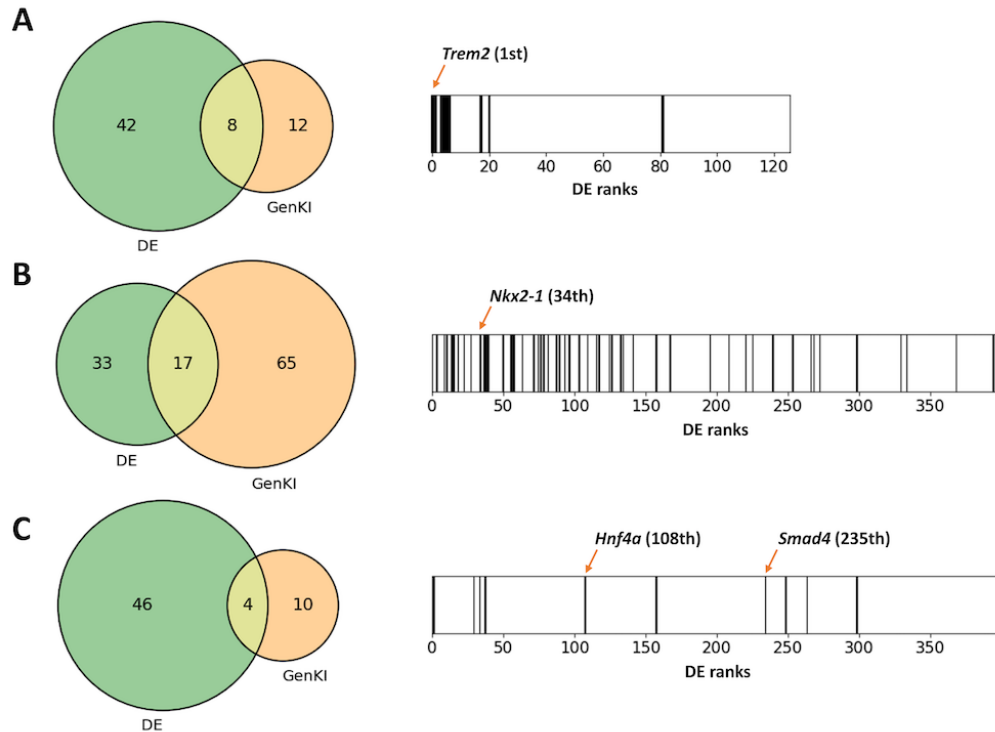 A
42
8
12
DE
GenKI
Trem2 (1st)
0 20 40 60 80 100 120
DE ranks
B
33
17
65
DE
GenKI
Nkx2-1 (34th)
0 50 100 150 200 250 300 350
DE ranks
C
46
4
10
DE
GenKI
Hnf4a (108th)
Smad4 (235th)
0 50 100 150 200 250 300 350
DE ranks